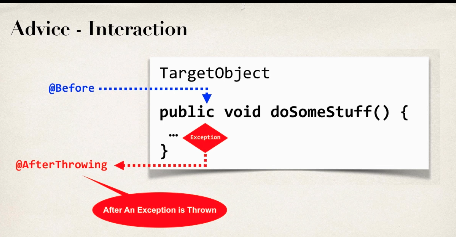 Advice - Interaction
TargetObject
@Before
public void doSomeStuff() {
…
Exception
}
@AfterThrowing
After An Exception is Thrown